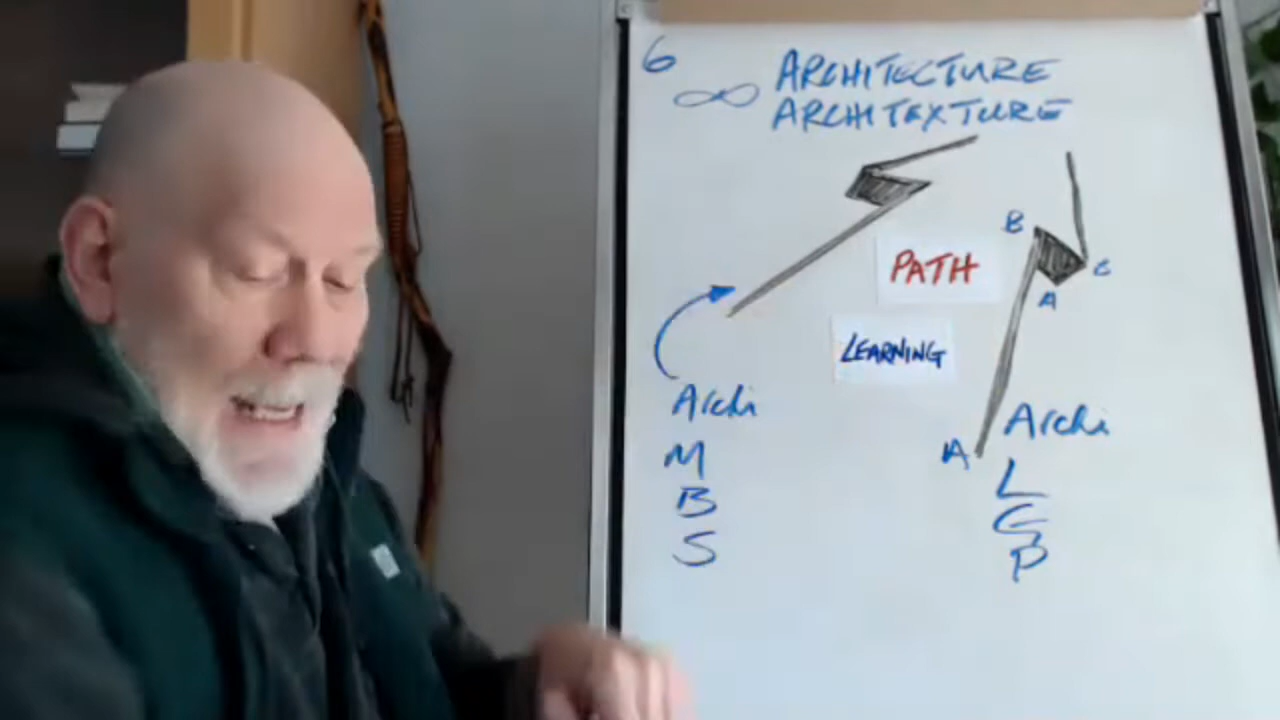 6
∞ ARCHITECTURE
ARCHITEXTURE
B
PATH
C
A
LEARNING
Archi
A
Archi
M
L
B
C
S
P